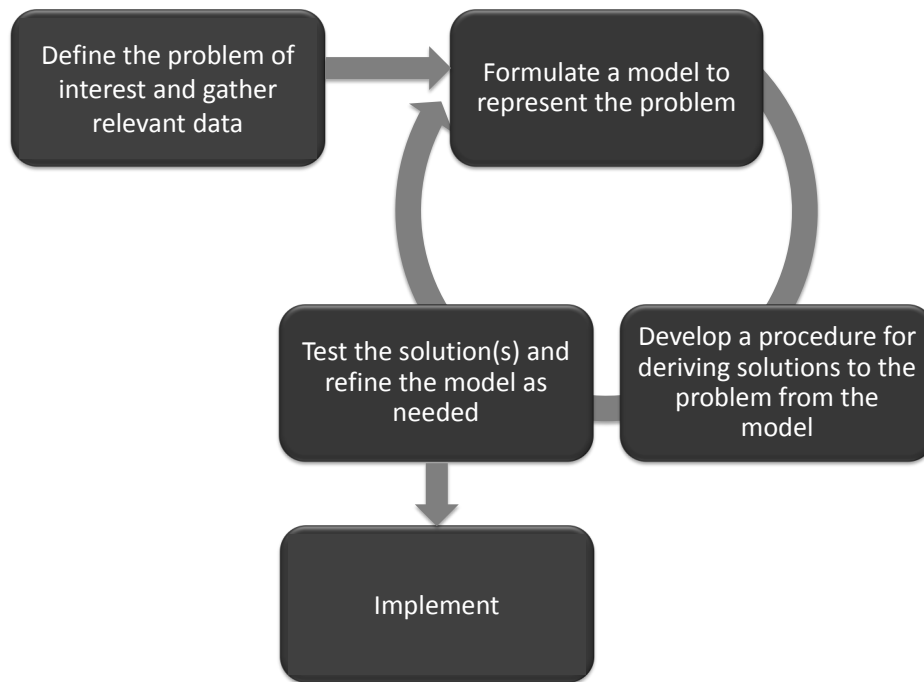 Define the problem of
interest and gather
relevant data
Formulate a model to
represent the problem
Test the solution(s) and
refine the model as
needed
Develop a procedure for
deriving solutions to the
problem from the
model
Implement